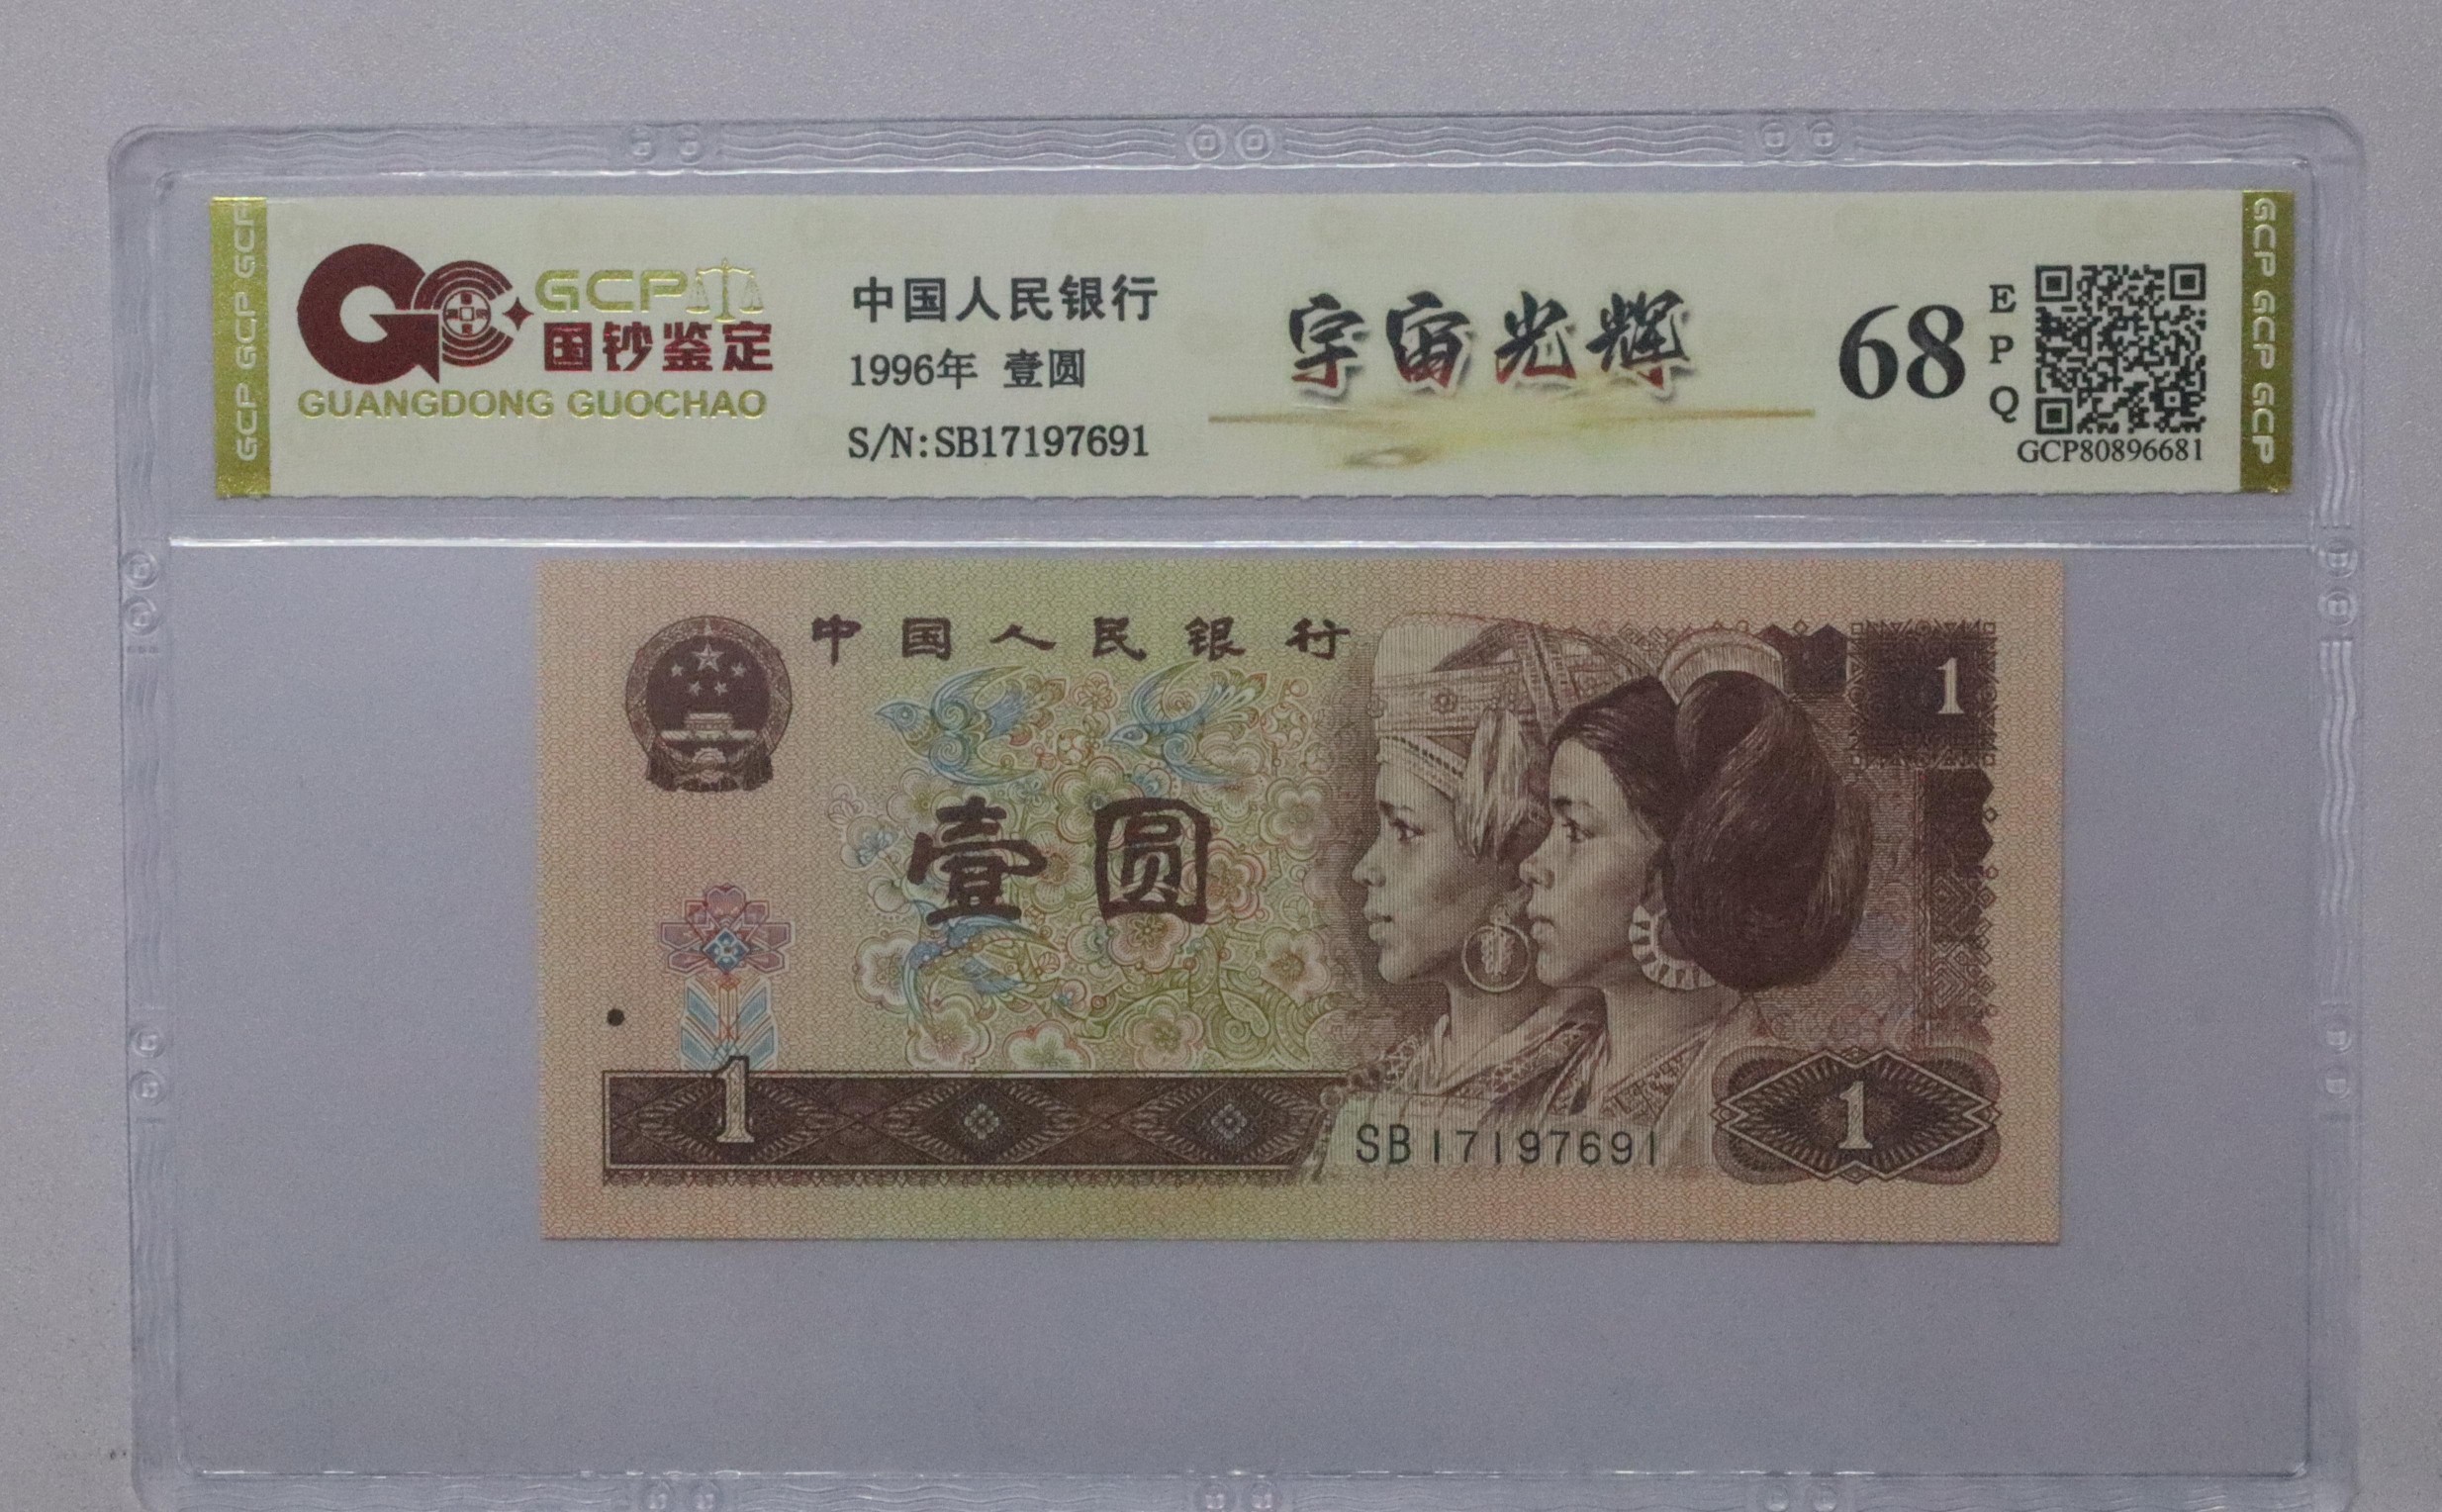 GCP GCP GCP
GCP
国钞鉴定
GUANGDONG GUOCHAO
中国人民银行
1996年 壹圆
S/N:SB17197691
宇宙光辉
68
EPQ
GCP80896681
GCP GCP GCP
中国人民银行
1
壹圆
1
SB17197691
1